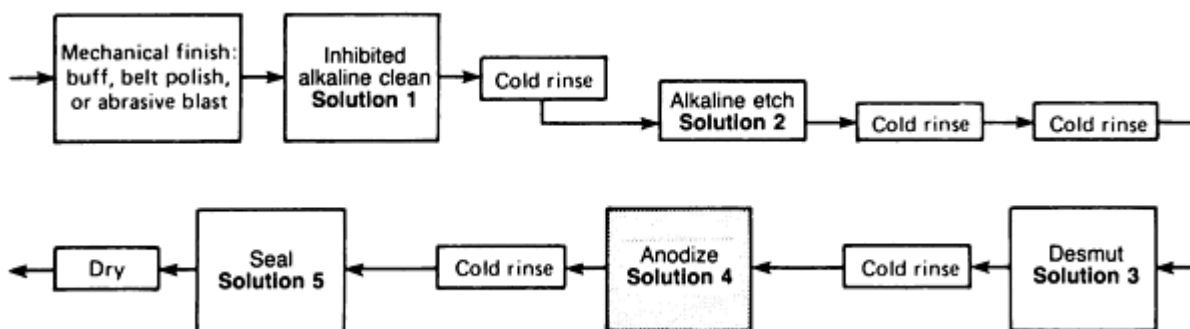 Mechanical finish:
buff, belt polish,
or abrasive blast
Inhibited
alkaline clean
Solution 1
Cold rinse
Alkaline etch
Solution 2
Cold rinse
Cold rinse
Desmut
Solution 3
Cold rinse
Anodize
Solution 4
Cold rinse
Seal
Solution 5
Dry